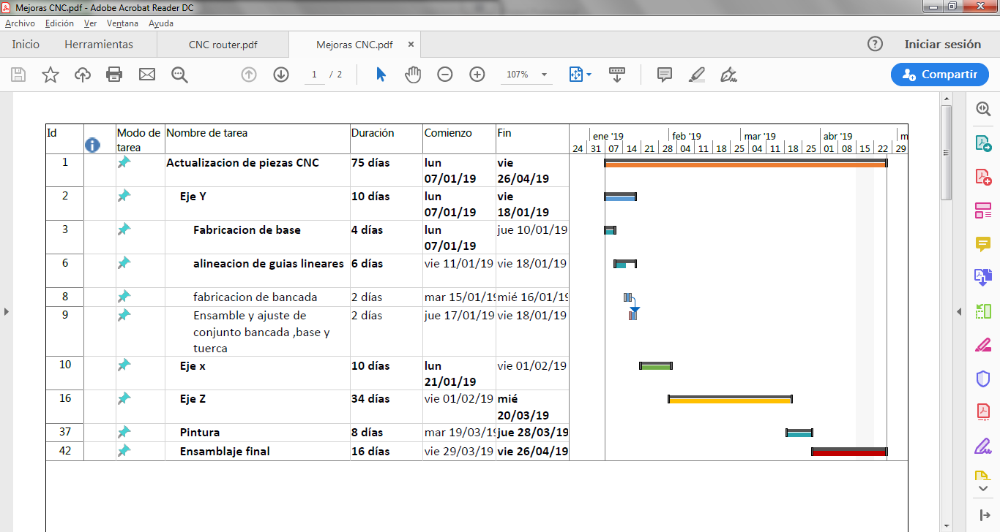 Mejoras CNC.pdf - Adobe Acrobat Reader DC
Archivo Edición Ver Ventana Ayuda
Inicio Herramientas CNC router.pdf Mejoras CNC.pdf × ? Iniciar sesión
1 / 2 107% Compartir
Id Modo de tarea Nombre de tarea Duración Comienzo Fin
ene '19 feb '19 mar '19 abr '19 m
24 31 07 14 21 28 04 11 18 25 04 11 18 25 01 08 15 22 29
1 Actualizacion de piezas CNC 75 días lun 07/01/19 vie 26/04/19
2 Eje Y 10 días lun 07/01/19 vie 18/01/19
3 Fabricacion de base 4 días lun 07/01/19 jue 10/01/19
6 alineacion de guias lineares 6 días vie 11/01/19 vie 18/01/19
8 fabricacion de bancada 2 días mar 15/01/19 mié 16/01/19
9 Ensamble y ajuste de conjunto bancada ,base y tuerca 2 días jue 17/01/19 vie 18/01/19
10 Eje x 10 días lun 21/01/19 vie 01/02/19
16 Eje Z 34 días vie 01/02/19 mié 20/03/19
37 Pintura 8 días mar 19/03/19 jue 28/03/19
42 Ensamblaje final 16 días vie 29/03/19 vie 26/04/19